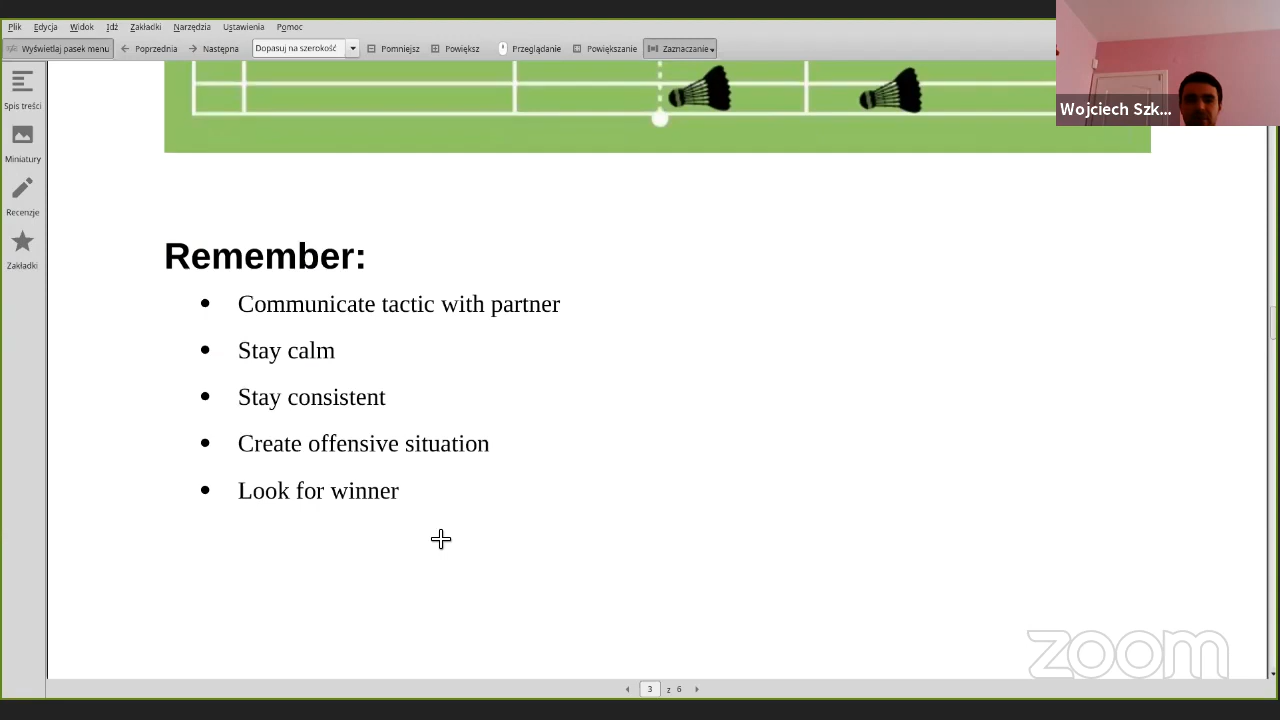 Plik Edycja Widok Idź Zakładki Narzędzia Ustawienia Pomoc
Wyświetlaj pasek menu Poprzednia Następna Dopasuj na szerokość Pomniejsz Powiększ Przeglądanie Powiększanie Zaznaczanie
Spis treści
Miniatury
Recenzje
Zakładki
Wojciech Szk...
Remember:
• Communicate tactic with partner
• Stay calm
• Stay consistent
• Create offensive situation
• Look for winner
zoom
3 z 6